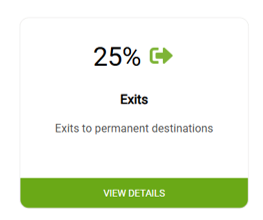 25%
Exits
Exits to permanent destinations
VIEW DETAILS